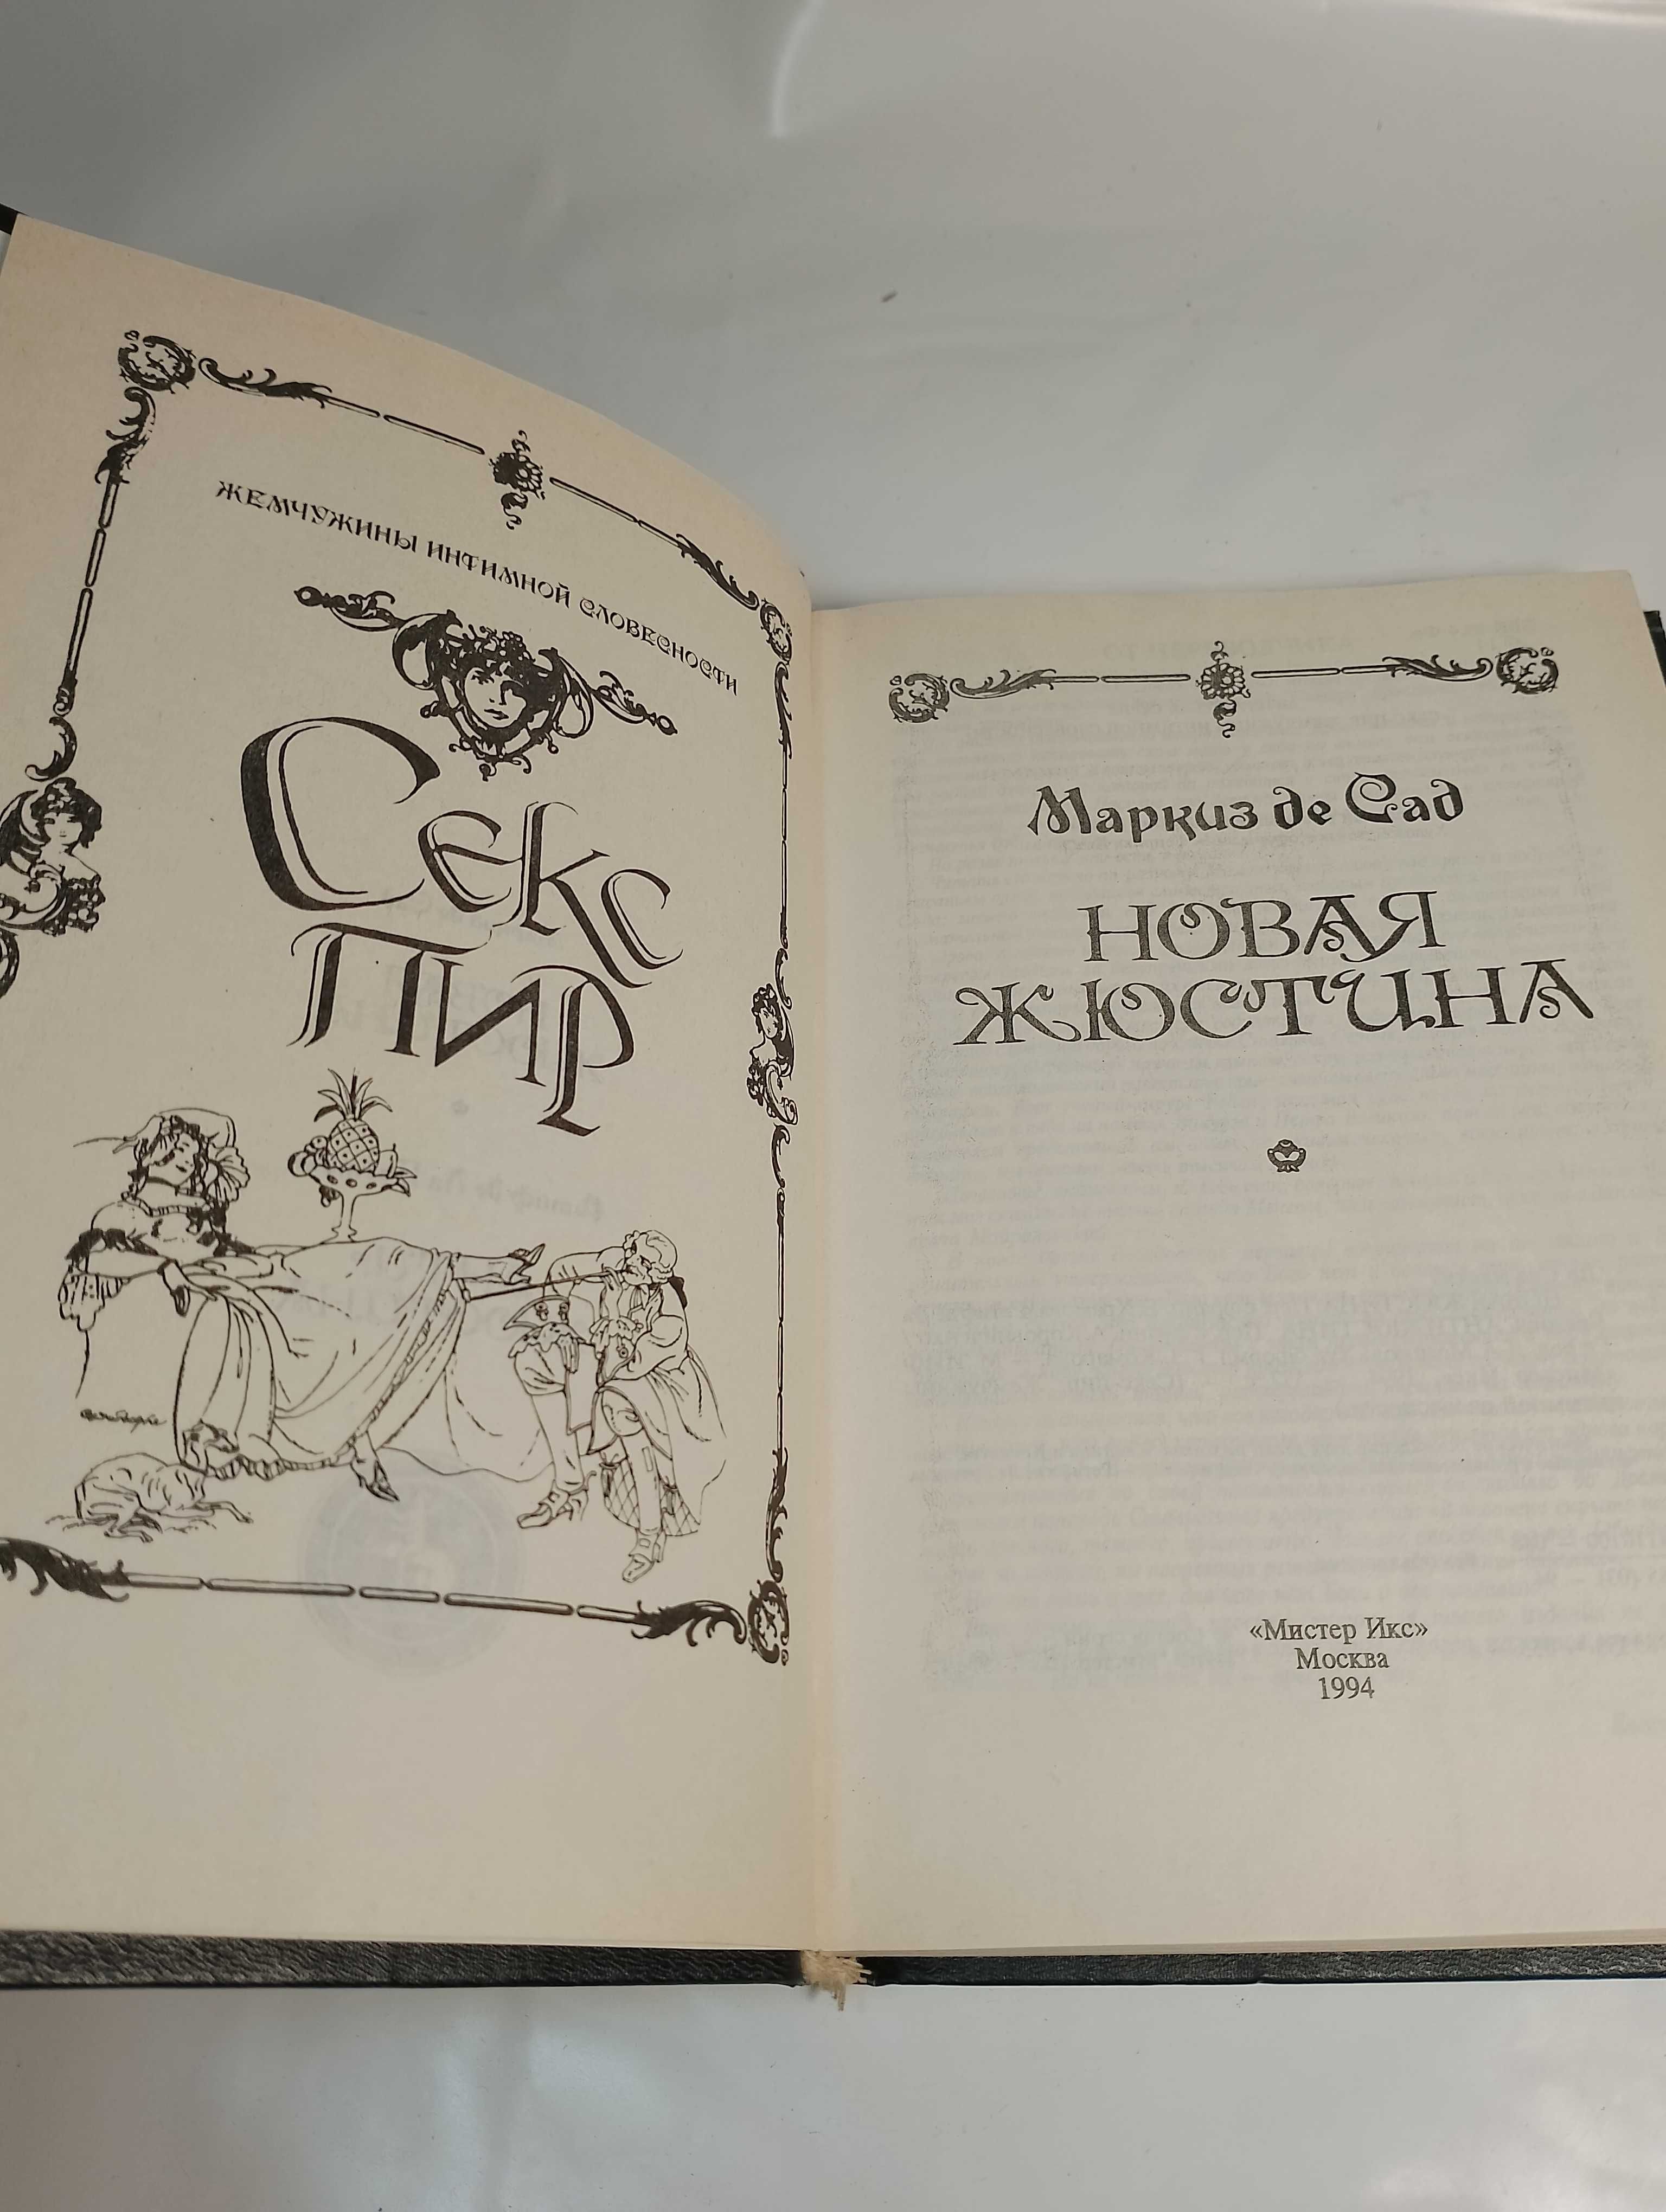 ЖЕМЧУЖИНЫ ИНТИМНОЙ СЛОВЕСНОСТИ
СЕКС
ПИР
Маркиз де Сад
НОВАЯ
ЖЮСТИНА
«Мистер Икс»
Москва
1994